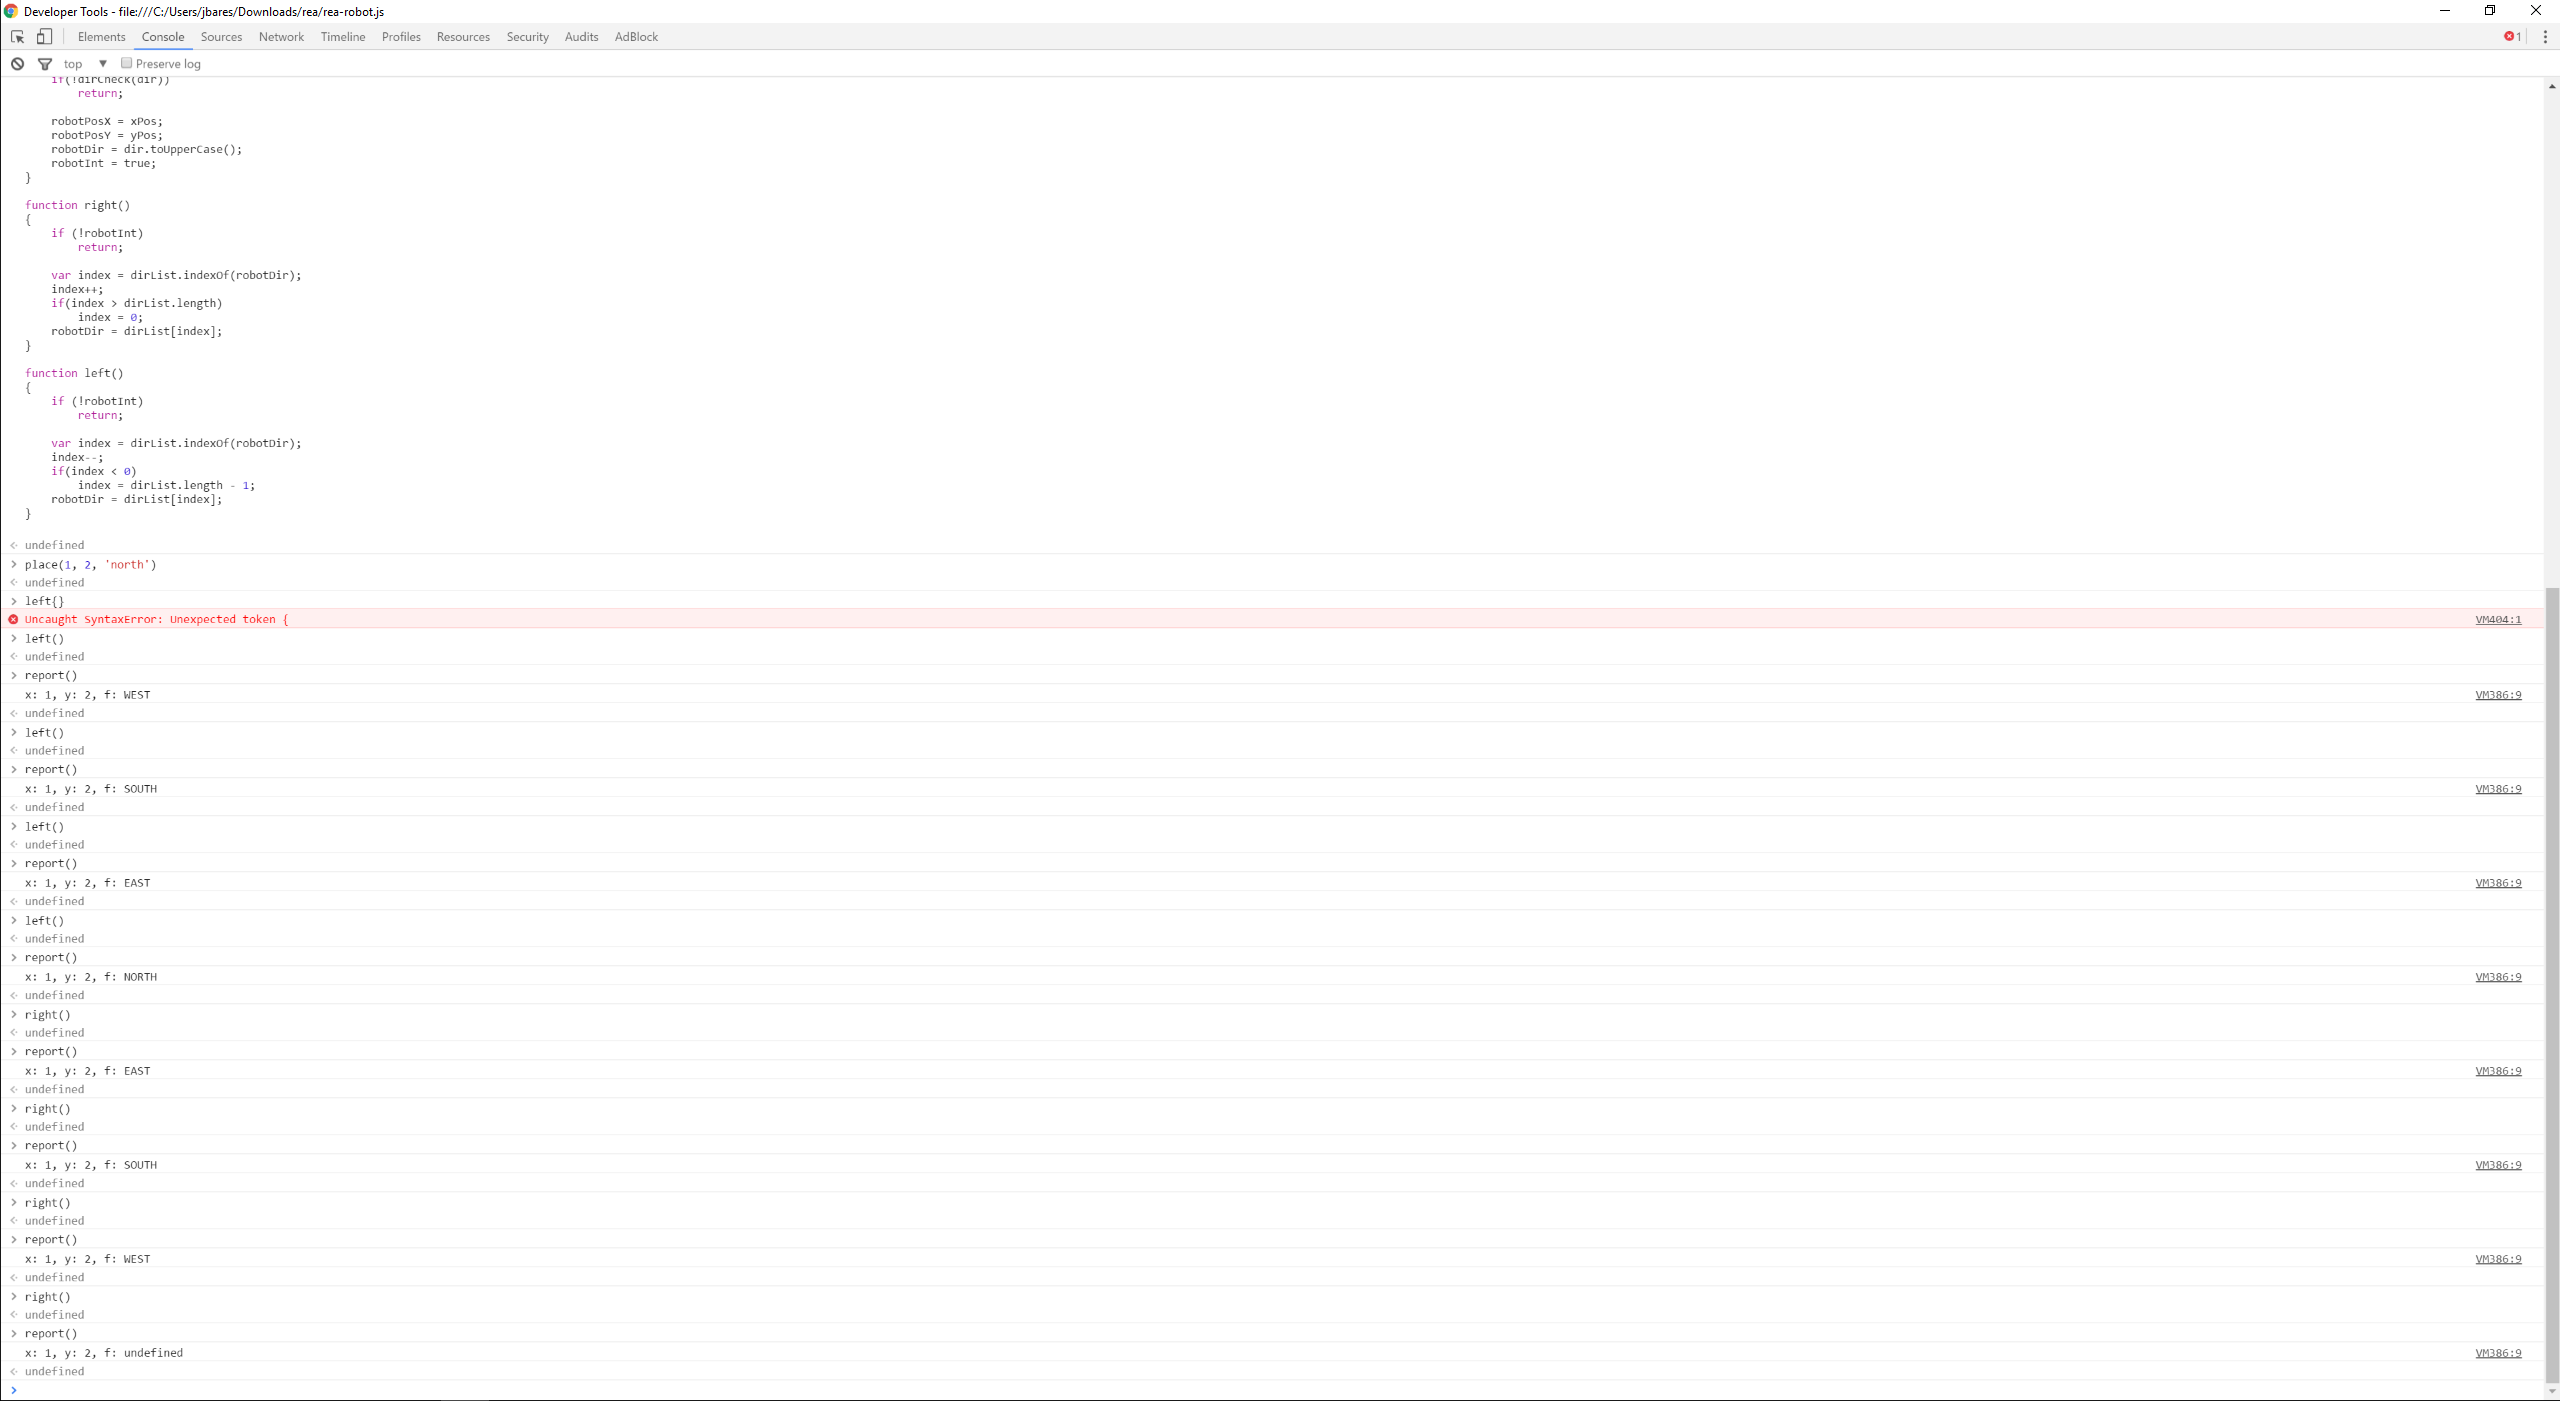 Developer Tools - file:///C:/Users/jbares/Downloads/rea/rea-robot.js
Elements Console Sources Network Timeline Profiles Resources Security Audits AdBlock 1
top Preserve log
if(!dirCheck(dir))
return;
robotPosX = xPos;
robotPosY = yPos;
robotDir = dir.toUpperCase();
robotInt = true;
}
function right()
{
if (!robotInt)
return;
var index = dirList.indexOf(robotDir);
index++;
if(index > dirList.length)
index = 0;
robotDir = dirList[index];
}
function left()
{
if (!robotInt)
return;
var index = dirList.indexOf(robotDir);
index--;
if(index < 0)
index = dirList.length - 1;
robotDir = dirList[index];
}
undefined
place(1, 2, 'north')
undefined
left{}
Uncaught SyntaxError: Unexpected token { VM404:1
left()
undefined
report()
x: 1, y: 2, f: WEST VM386:9
undefined
left()
undefined
report()
x: 1, y: 2, f: SOUTH VM386:9
undefined
left()
undefined
report()
x: 1, y: 2, f: EAST VM386:9
undefined
left()
undefined
report()
x: 1, y: 2, f: NORTH VM386:9
undefined
right()
undefined
report()
x: 1, y: 2, f: EAST VM386:9
undefined
right()
undefined
report()
x: 1, y: 2, f: SOUTH VM386:9
undefined
right()
undefined
report()
x: 1, y: 2, f: WEST VM386:9
undefined
right()
undefined
report()
x: 1, y: 2, f: undefined VM386:9
undefined